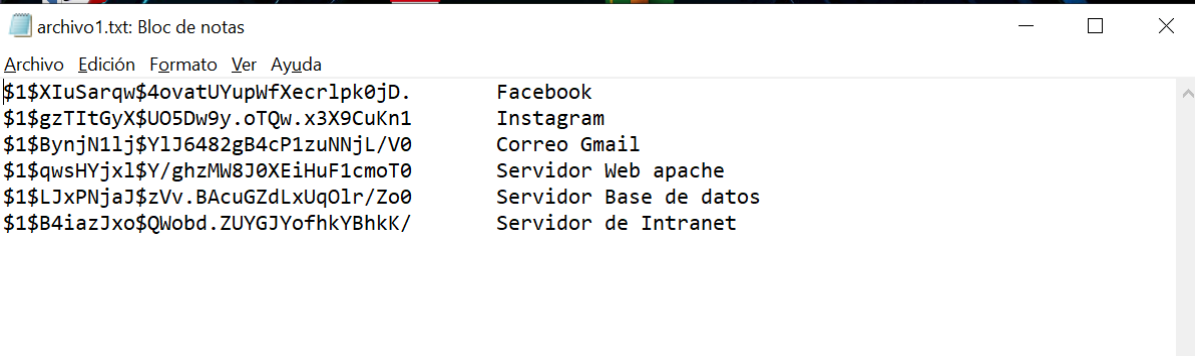 archivo1.txt: Bloc de notas
Archivo Edición Formato Ver Ayuda
$1$XIuSarqw$4ovatUYupWfXecrlpk0jD. Facebook
$1$gzTItGyX$UO5Dw9y.oTQw.x3X9CuKn1 Instagram
$1$BynjN1lj$YlJ6482gB4cP1zuNNjL/V0 Correo Gmail
$1$qwsHYjxl$Y/ghzMW8J0XEiHuF1cmoT0 Servidor Web apache
$1$LJxPNjaJ$zVv.BAcuGZdLxUqOlr/Zo0 Servidor Base de datos
$1$B4iazJxo$QWobd.ZUYGJYofhkYBhkK/ Servidor de Intranet